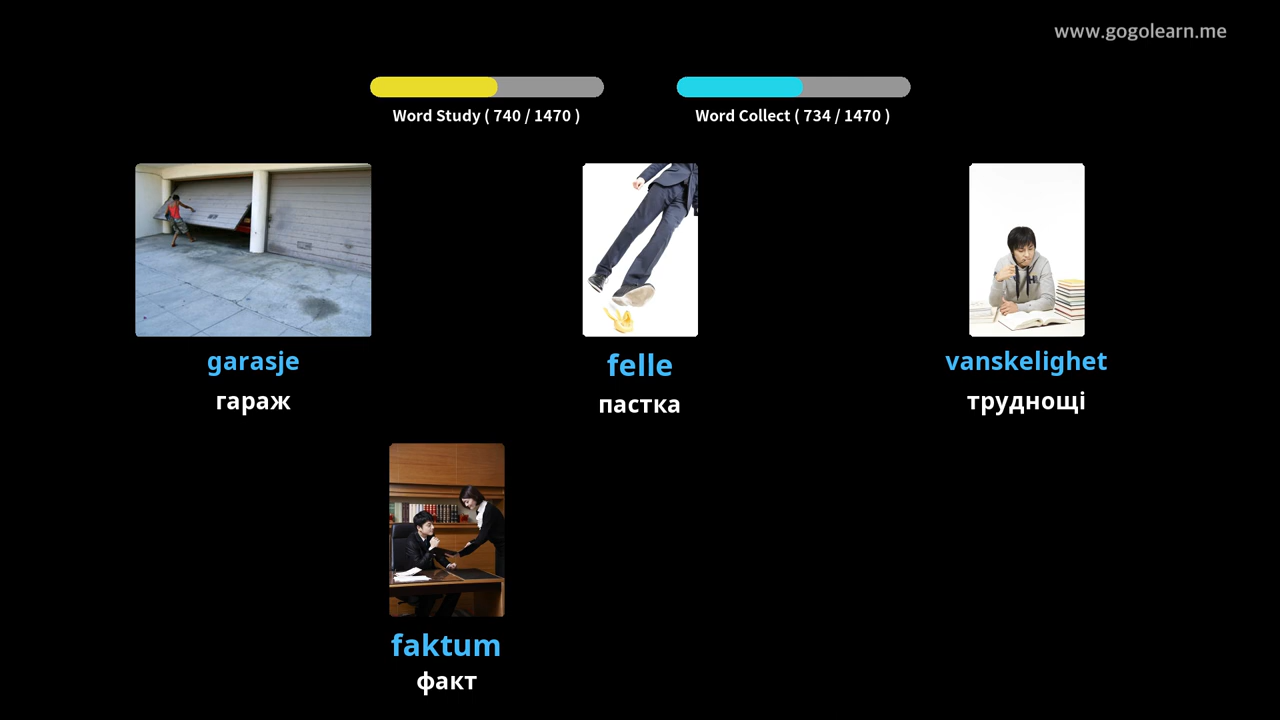 www.gogolearn.me
Word Study ( 740 / 1470 )
Word Collect ( 734 / 1470 )
garasje
felle
vanskelighet
гараж
пастка
труднощі
faktum
факт